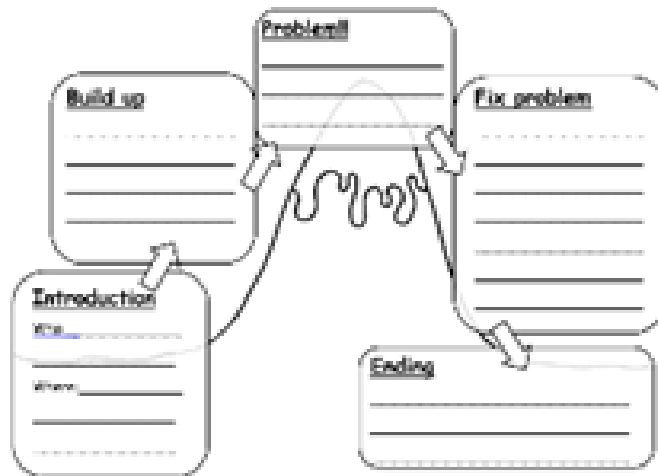 Introduction
Who
Where
Build up
Problem!!
Fix problem
Ending